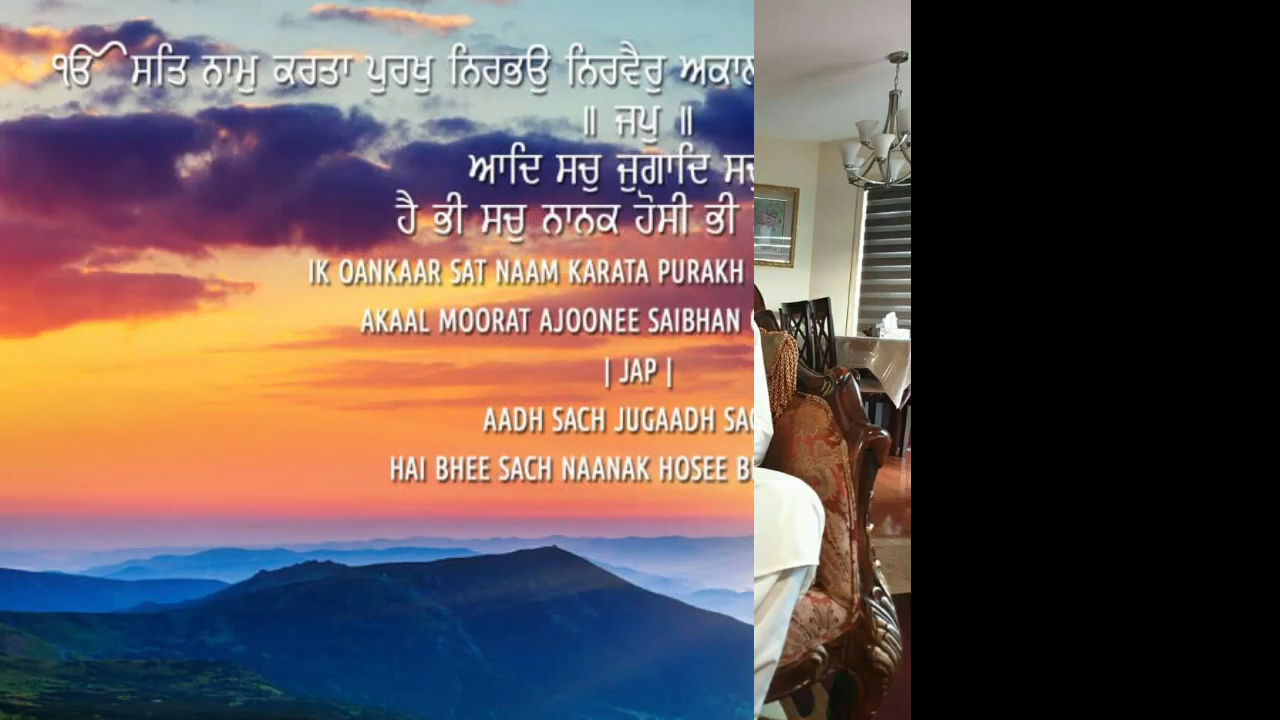 ੴ ਸਤਿ ਨਾਮੁ ਕਰਤਾ ਪੁਰਖੁ ਨਿਰਭਉ ਨਿਰਵੈਰੁ
॥ ਜਪੁ ॥
ਆਦਿ ਸਚੁ ਜੁਗਾਦਿ
ਹੈ ਭੀ ਸਚੁ ਨਾਨਕ ਹੋਸੀ ਭੀ
IK OANKAAR SAT NAAM KARATA PURAKH
AKAAL MOORAT AJOONEE SAIBHAN
| JAP |
AADH SACH JUGAADH
HAI BHEE SACH NAANAK HOSEE